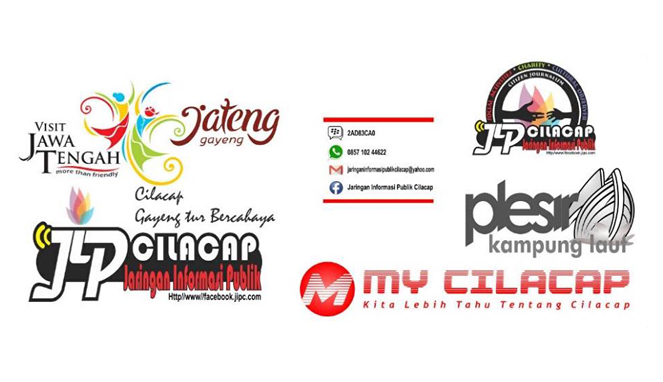 VISIT
JAWA
TENGAH
more than friendly
Jateng
gayeng
Cilacap
Gayeng tur Bercahaya
JLP CILACAP
Jaringan Informasi Publik
Http//www/facebook.jipc.com
2AD83CA0
0857 102 44622
jaringaninformasipublikcilacap@yahoo.com
Jaringan Informasi Publik Cilacap
CHARITY
CITIZEN JOURNALISM
JLP CILACAP
Jaringan Informasi Publik
plesir
kampung laut
M MY CILACAP
Kita Lebih Tahu Tentang Cilacap